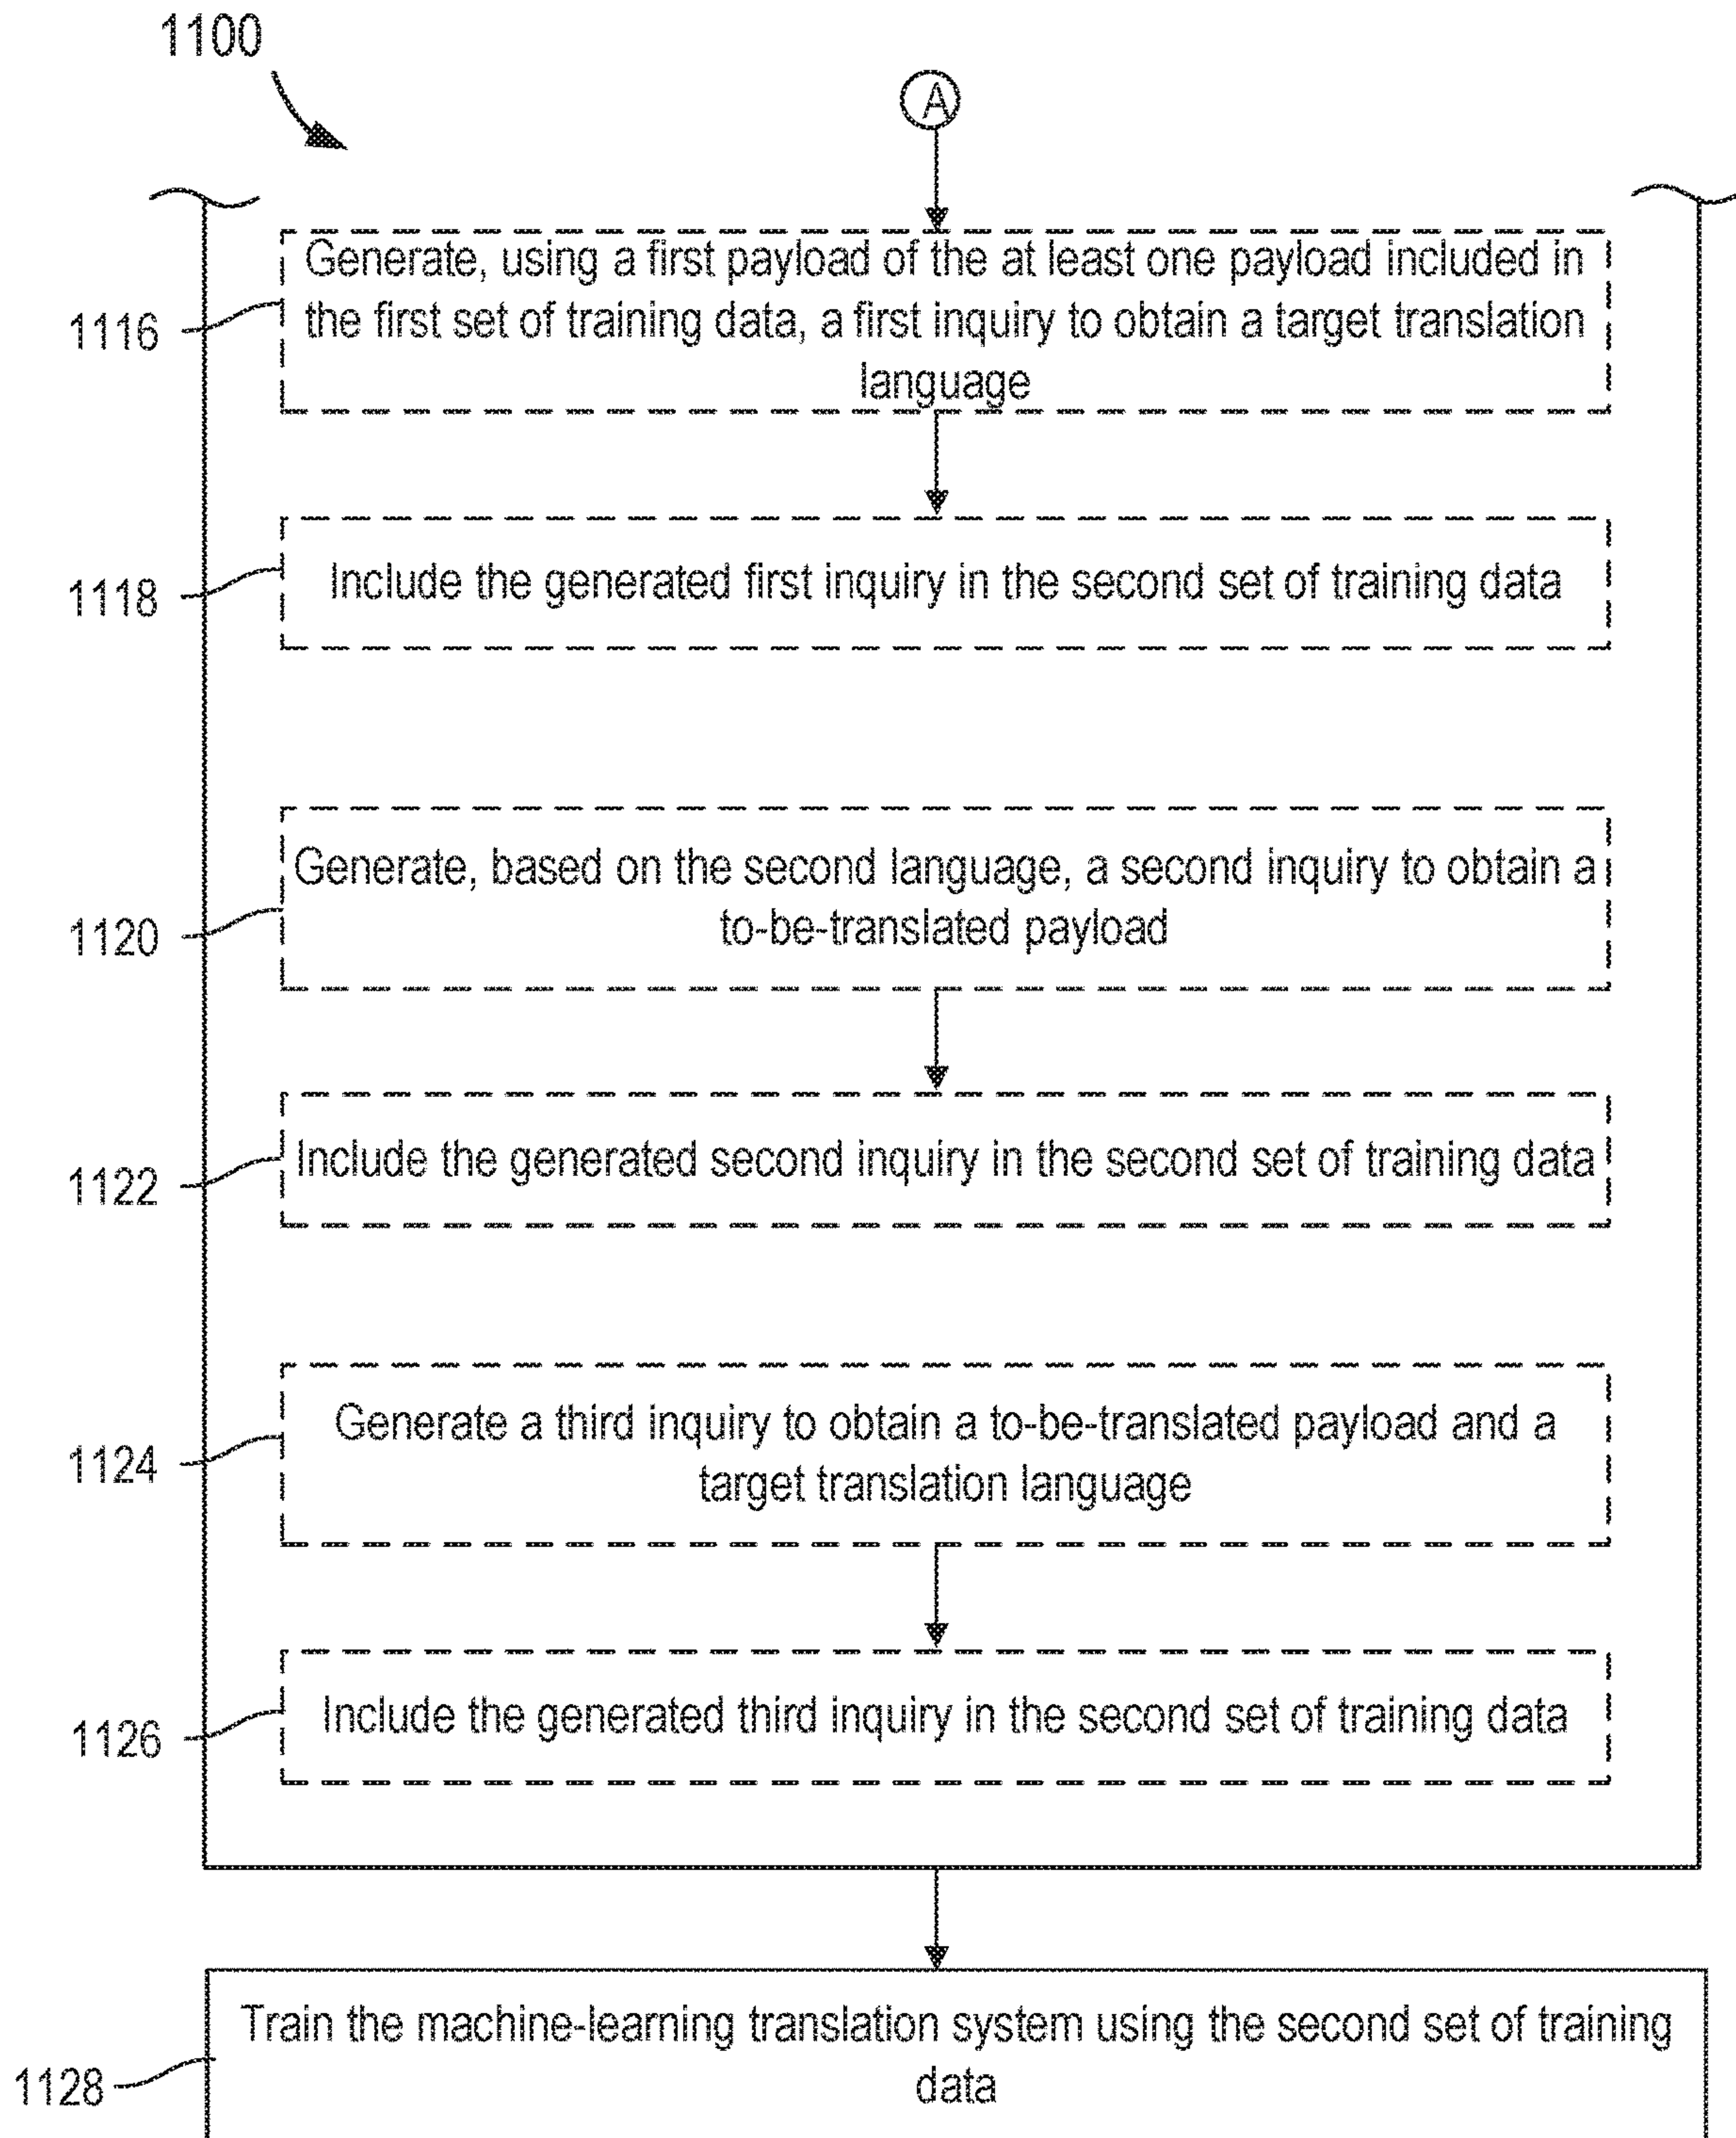 1100
A
Generate, using a first payload of the at least one payload included in
the first set of training data, a first inquiry to obtain a target translation
language
1116
Include the generated first inquiry in the second set of training data
1118
Generate, based on the second language, a second inquiry to obtain a
to-be-translated payload
1120
Include the generated second inquiry in the second set of training data
1122
Generate a third inquiry to obtain a to-be-translated payload and a
target translation language
1124
Include the generated third inquiry in the second set of training data
1126
Train the machine-learning translation system using the second set of training
data
1128